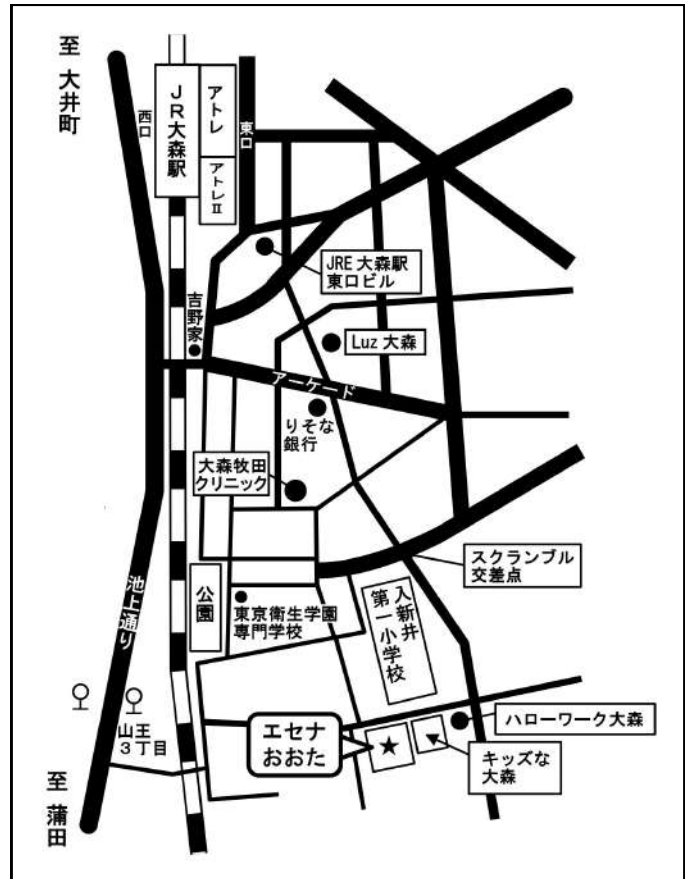 至 大井町
西口
JR大森駅
アトレ
アトレⅡ
東口
JRE 大森駅
東口ビル
吉野家
Luz 大森
アーケード
りそな
銀行
大森牧田
クリニック
スクランブル
交差点
公園
東京衛生学園
専門学校
入新井
第一小学校
池上通り
山王
3丁目
エセナ
おおた
ハローワーク大森
キッズな
大森
至 蒲田